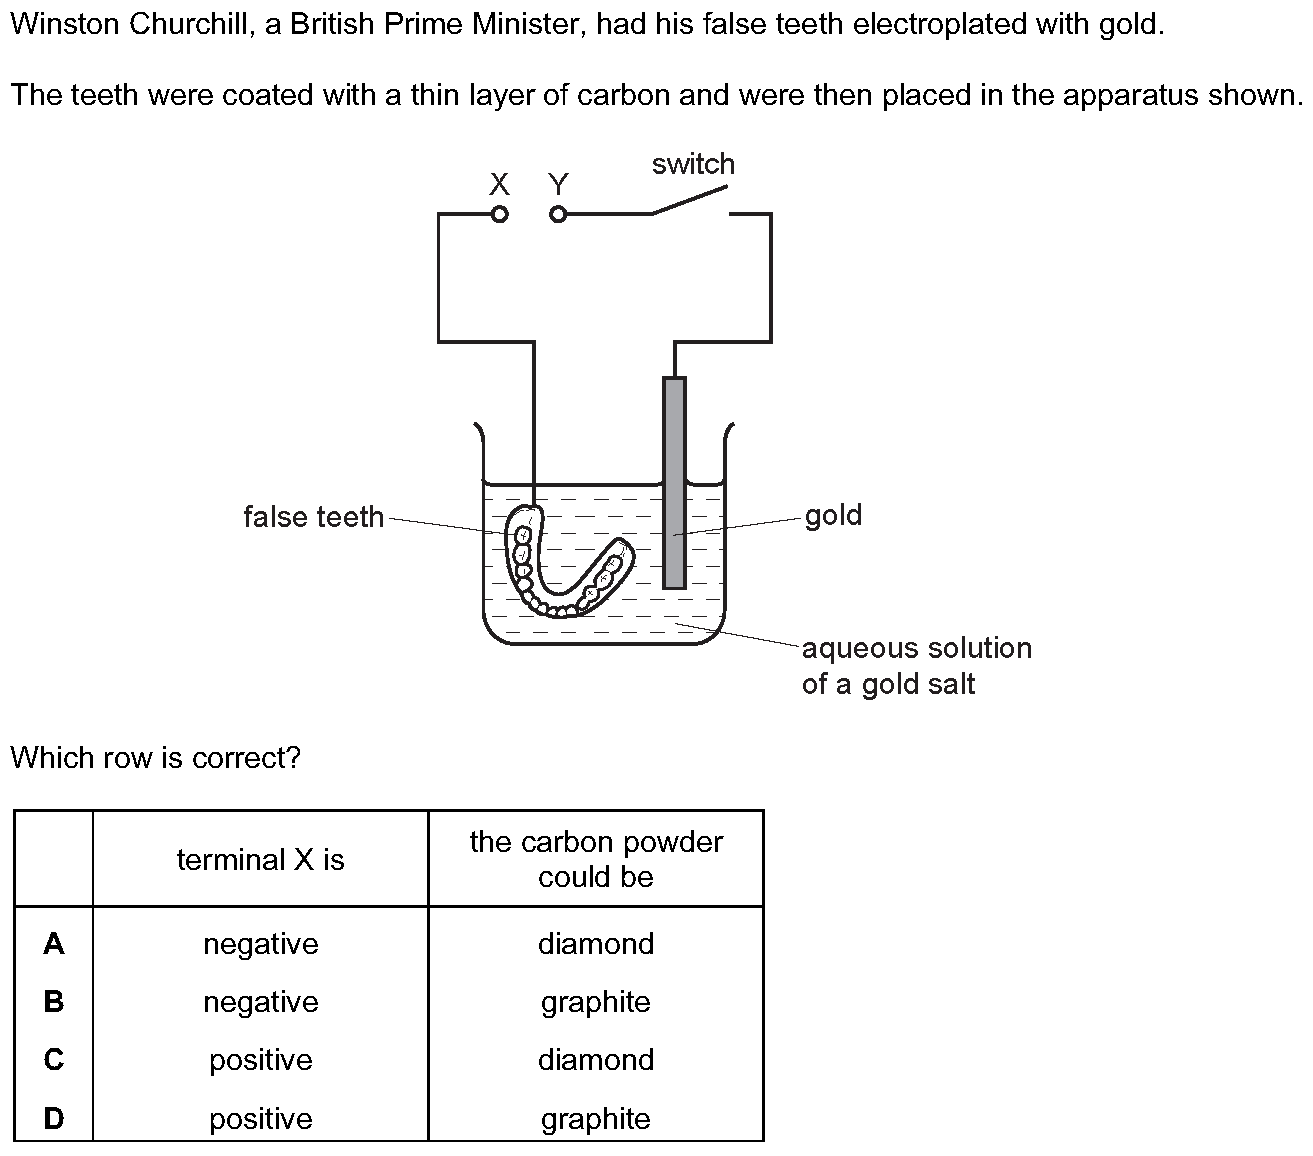 Winston Churchill, a British Prime Minister, had his false teeth electroplated with gold.
The teeth were coated with a thin layer of carbon and were then placed in the apparatus shown.
switch
X Y
false teeth
gold
aqueous solution
of a gold salt
Which row is correct?
terminal X is
the carbon powder
could be
A negative diamond
B negative graphite
C positive diamond
D positive graphite